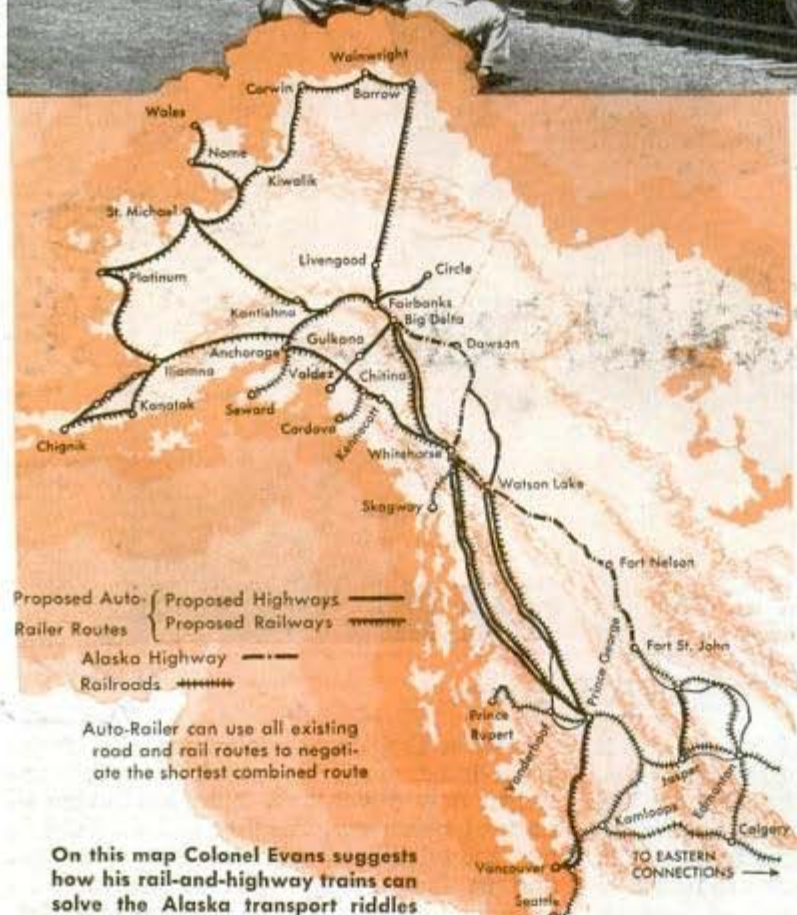 Wainwright
Corwin
Barrow
Wales
Nome
Kiwalik
St. Michael
Livengood
Circle
Platinum
Kantishna
Fairbanks
Big Delta
Gulkana
Dawson
Anchorage
Iliamna
Valdez
Chitina
Kanatak
Seward
Cordova
Kennecott
Chignik
Whitehorse
Watson Lake
Skagway
Fort Nelson
Proposed Auto- Proposed Highways
Railer Routes Proposed Railways
Alaska Highway
Railroads
Fort St. John
Prince George
Auto-Railer can use all existing
road and rail routes to negoti-
ate the shortest combined route
Prince
Rupert
Vanderhoof
Jasper
Edmonton
Kamloops
Calgary
On this map Colonel Evans suggests
how his rail-and-highway trains can
solve the Alaska transport riddles
Vancouver
TO EASTERN
CONNECTIONS
Seattle